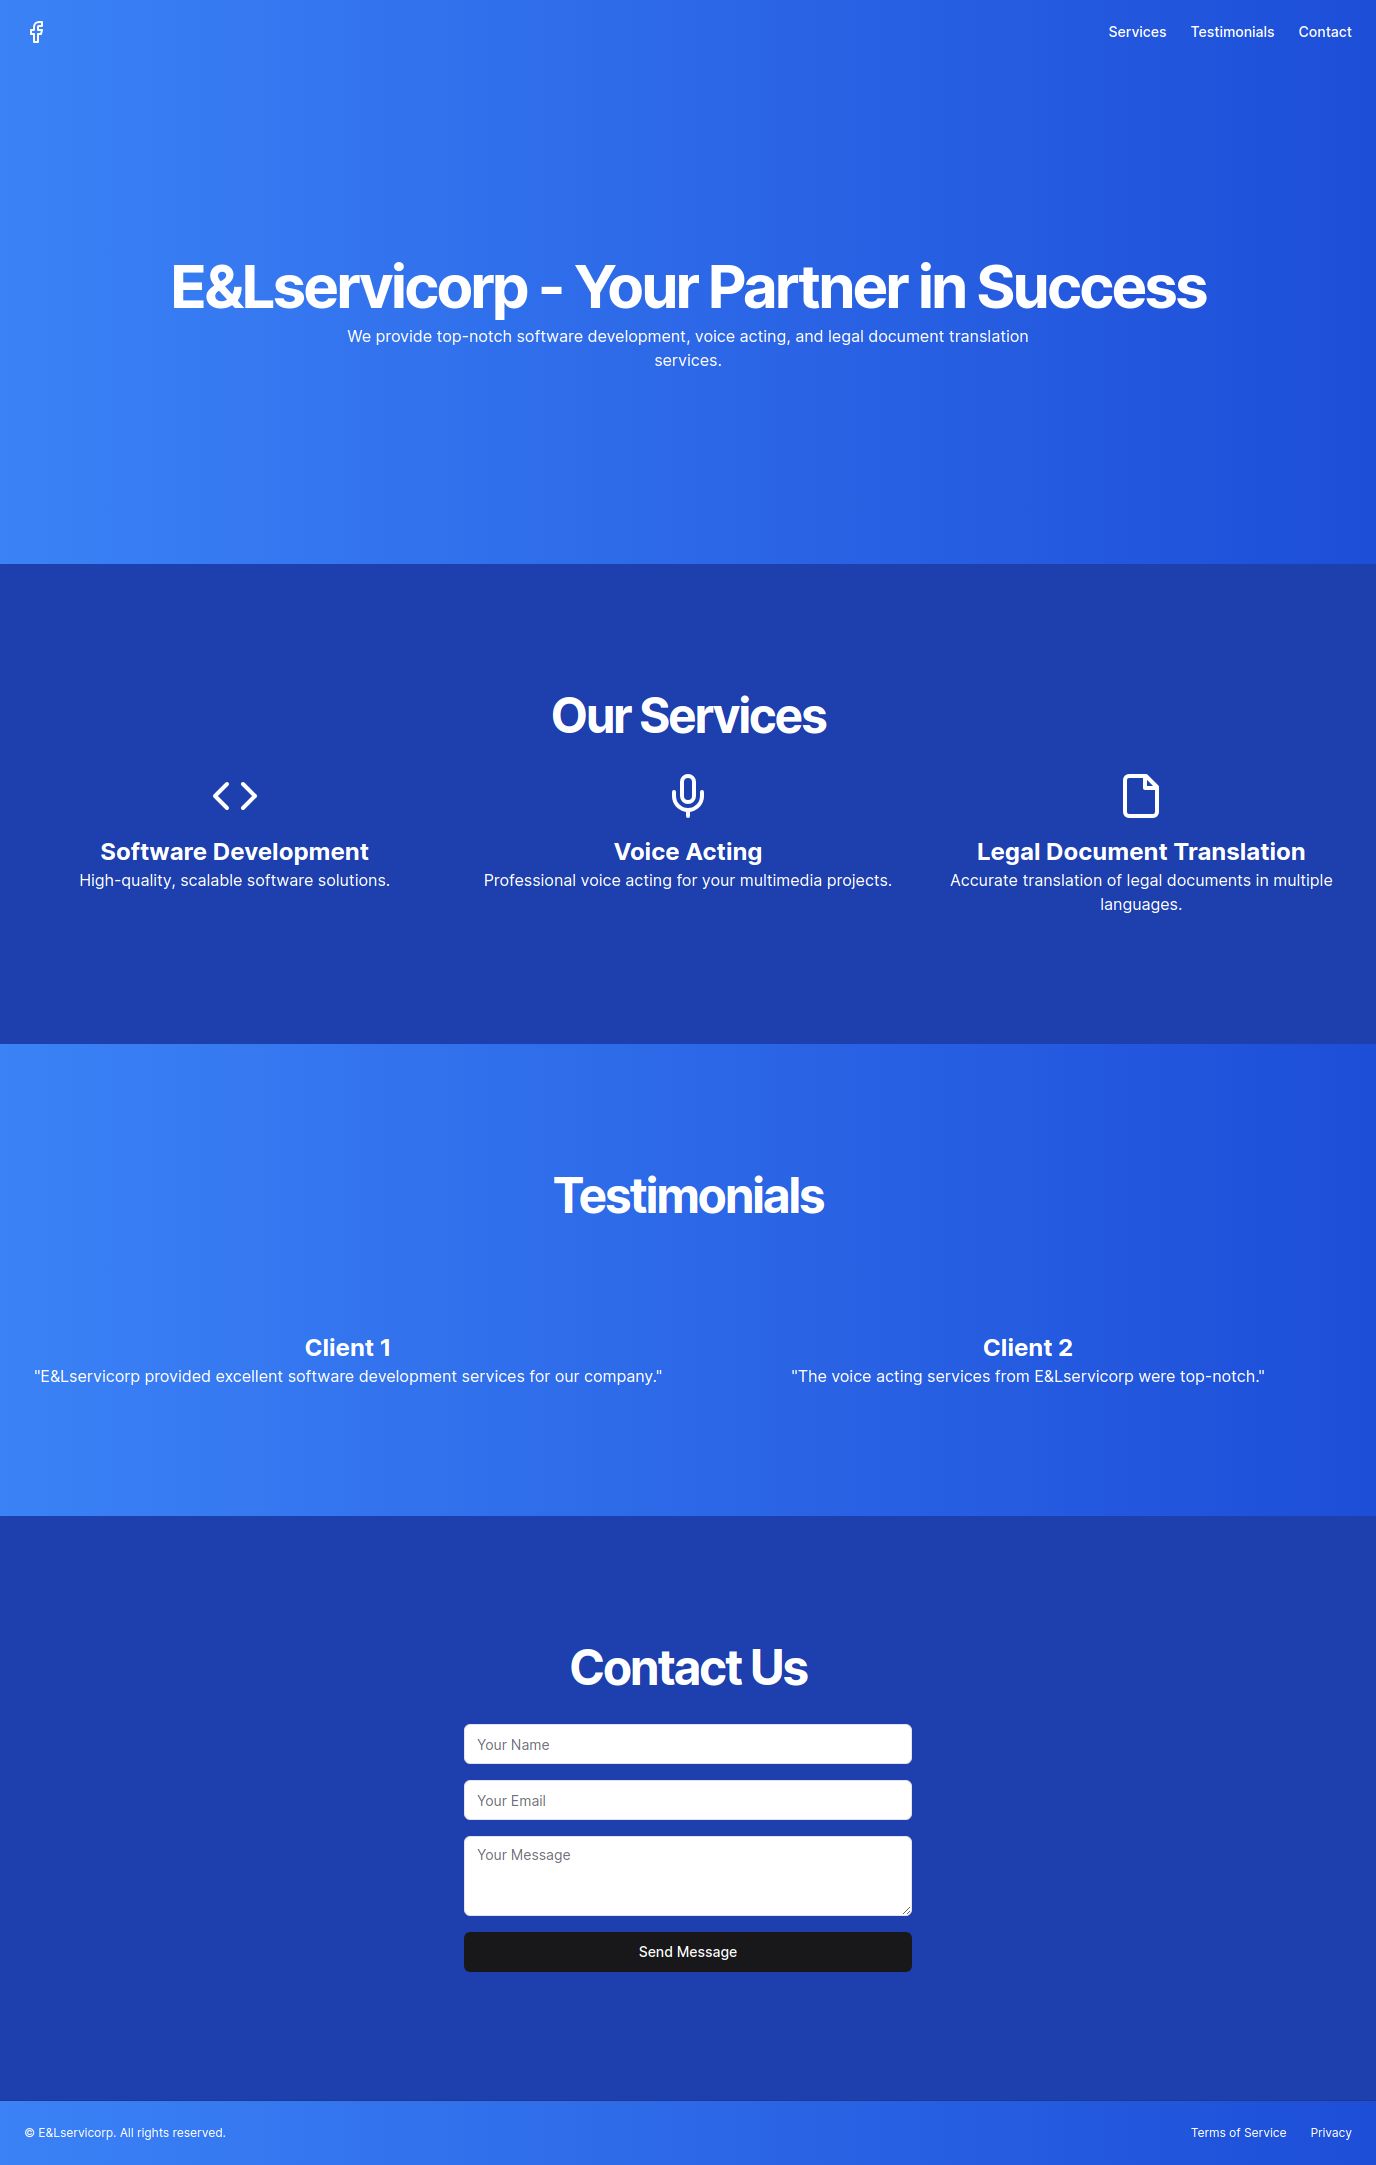 Services Testimonials Contact
E&Lservicorp - Your Partner in Success
We provide top-notch software development, voice acting, and legal document translation
services.
Our Services
Software Development
High-quality, scalable software solutions.
Voice Acting
Professional voice acting for your multimedia projects.
Legal Document Translation
Accurate translation of legal documents in multiple
languages.
Testimonials
Client 1
"E&Lservicorp provided excellent software development services for our company."
Client 2
"The voice acting services from E&Lservicorp were top-notch."
Contact Us
Your Name
Your Email
Your Message
Send Message
© E&Lservicorp. All rights reserved.
Terms of Service Privacy